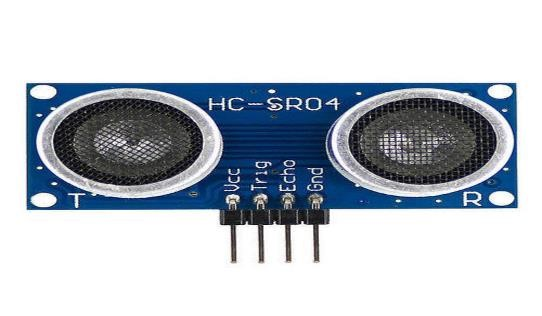 HC-SR04
Vcc
Trig
Echo
Gnd
T
R